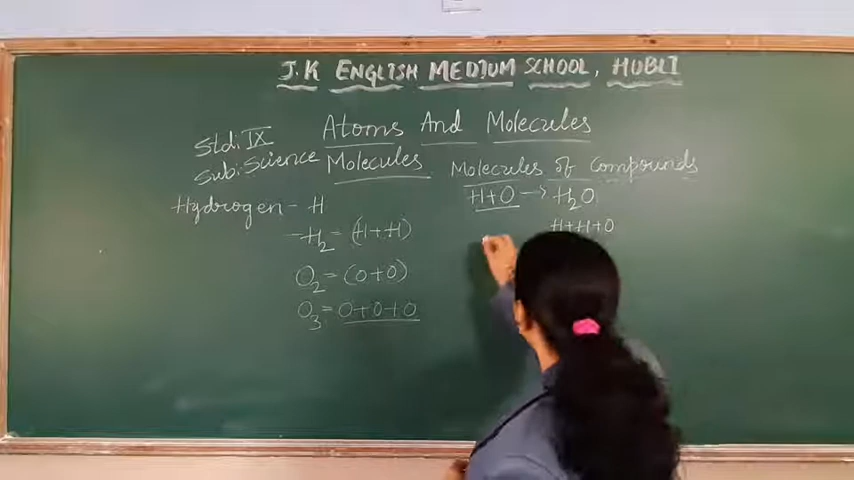 J.K ENGLISH MEDIUM SCHOOL, HUBLI
Atoms And Molecules
Std: IX
Sub: Science
Molecules
Hydrogen - H
- H₂ = (H+H)
O₂ = (O+O)
O₃ = O+O+O
Molecules of Compounds
H+O → H₂O
H+H+O